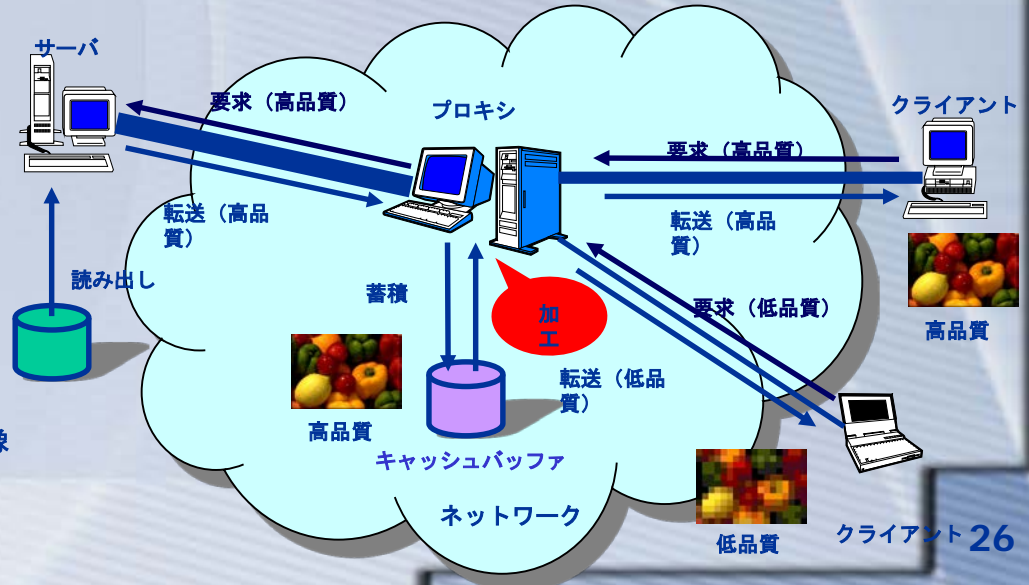 サーバ
要求（高品質）
プロキシ
クライアント
要求（高品質）
転送（高品
質）
転送（高品
質）
読み出し
蓄積
加
工
要求（低品質）
高品質
転送（低品
質）
高品質
像
キャッシュバッファ
ネットワーク
低品質
クライアント 26